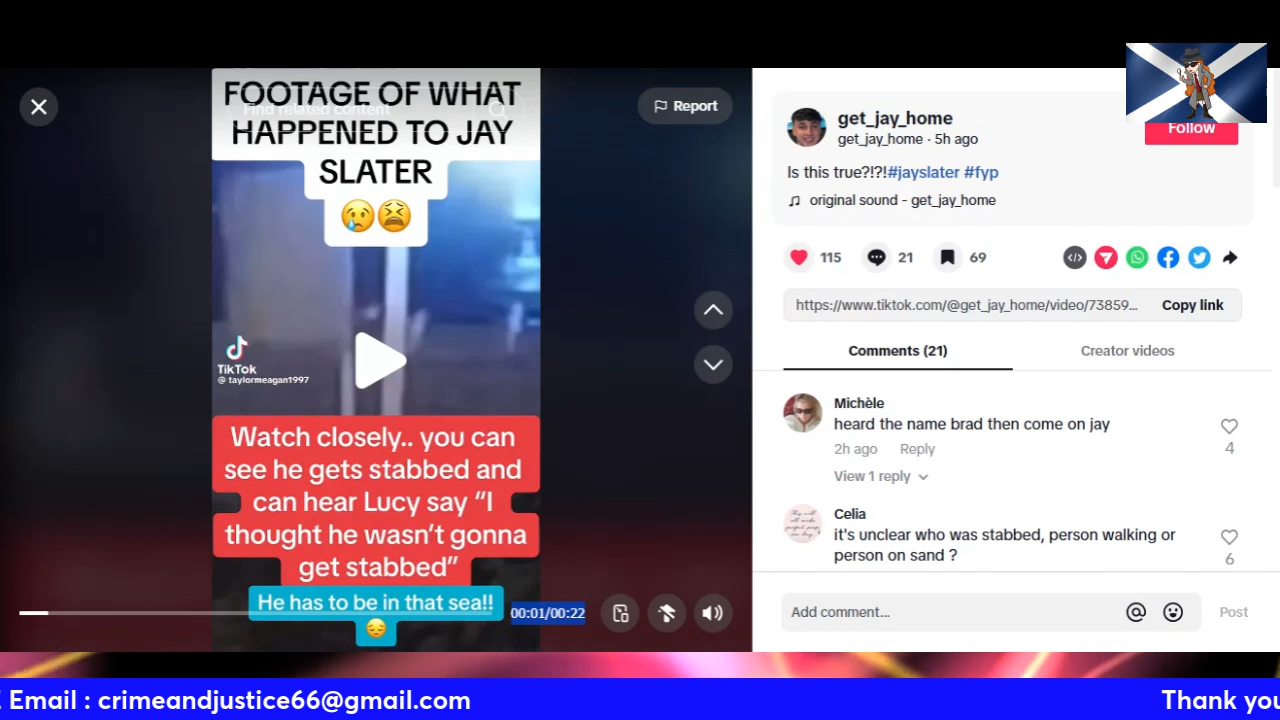 FOOTAGE OF WHAT
HAPPENED TO JAY
SLATER
Find related content
Report
TikTok
@ taylormeagan1997
Watch closely.. you can
see he gets stabbed and
can hear Lucy say “I
thought he wasn’t gonna
get stabbed”
He has to be in that sea!!
00:01/00:22
get_jay_home
get_jay_home · 5h ago
Follow
Is this true?!?!#jayslater #fyp
original sound - get_jay_home
115
21
69
https://www.tiktok.com/@get_jay_home/video/73859...
Copy link
Comments (21)
Creator videos
Michèle
heard the name brad then come on jay
2h ago Reply
4
View 1 reply
Celia
it's unclear who was stabbed, person walking or
person on sand ?
6
Add comment...
Post
Email : crimeandjustice66@gmail.com
Thank you